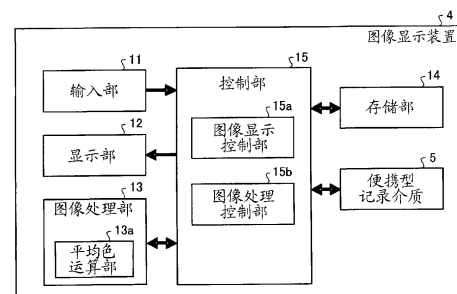 4
图像显示装置
11
输入部
12
显示部
13
图像处理部
13a
平均色
运算部
15
控制部
15a
图像显示
控制部
15b
图像处理
控制部
14
存储部
5
便携型
记录介质